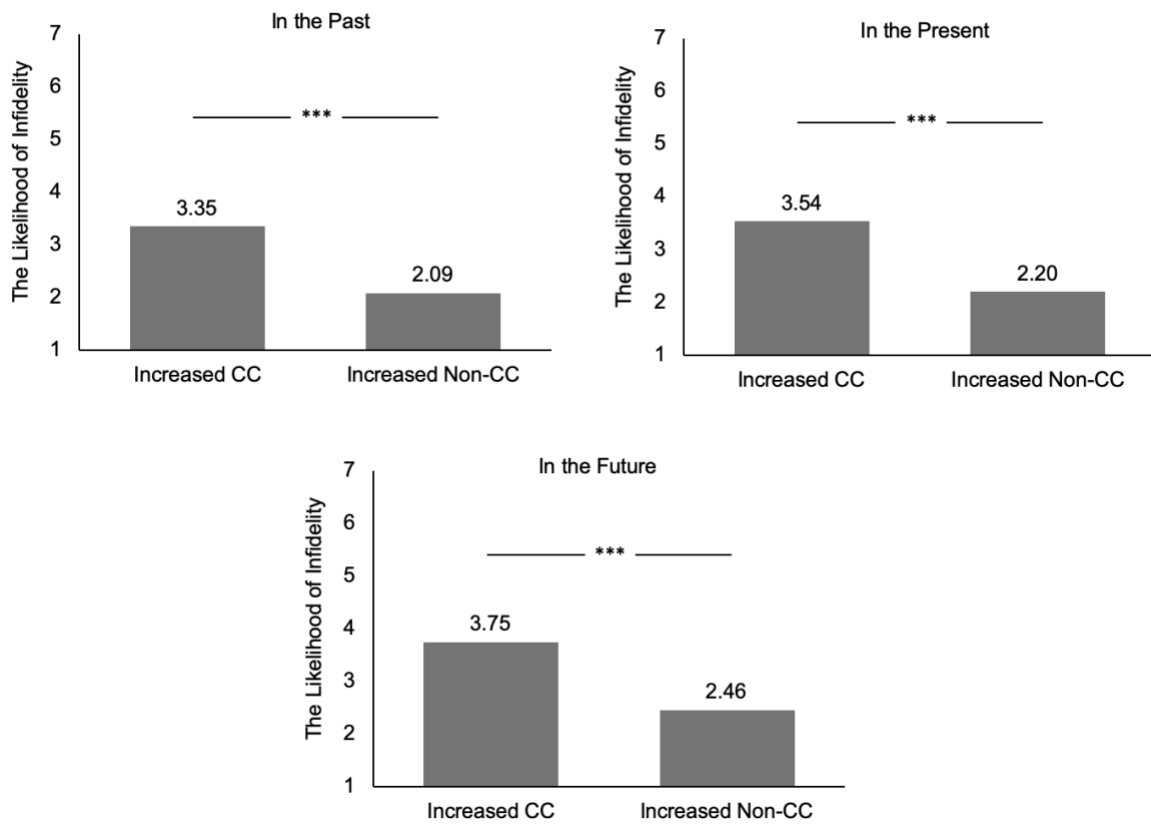 In the Past
The Likelihood of Infidelity
7
6
5
4
3
2
1
***
3.35
2.09
Increased CC
Increased Non-CC
In the Present
The Likelihood of Infidelity
7
6
5
4
3
2
1
***
3.54
2.20
Increased CC
Increased Non-CC
In the Future
The Likelihood of Infidelity
7
6
5
4
3
2
1
***
3.75
2.46
Increased CC
Increased Non-CC